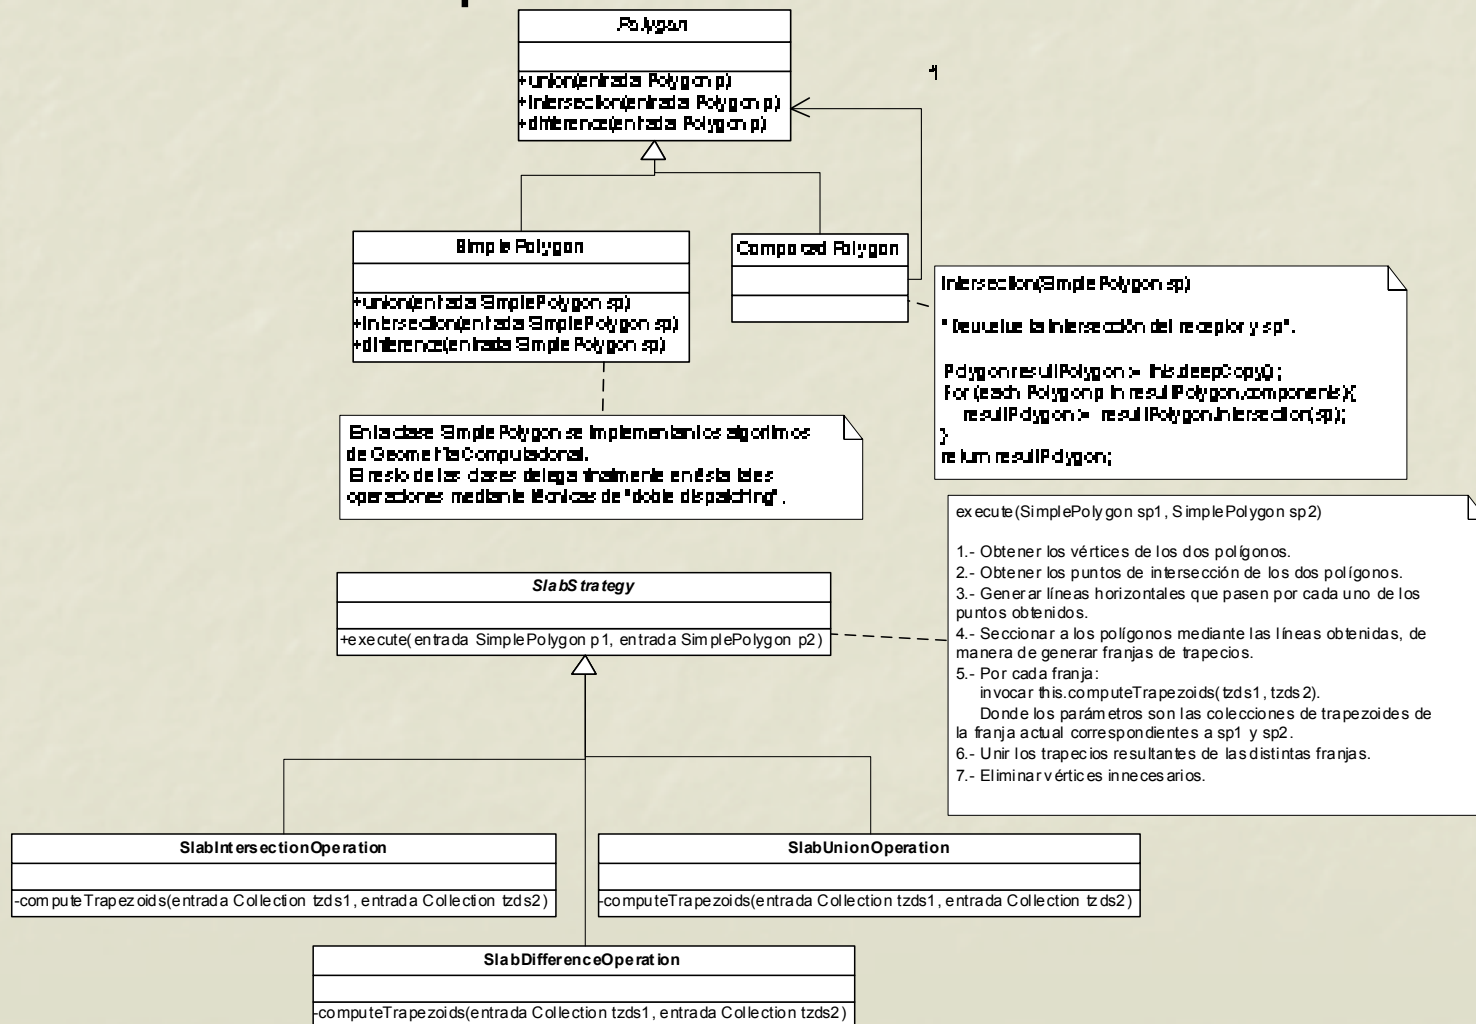 Polygon
+union(entrada Polygon p)
+intersection(entrada Polygon p)
+difference(entrada Polygon p)
Simple Polygon
+union(entrada SimplePolygon sp)
+intersection(entrada SimplePolygon sp)
+difference(entrada SimplePolygon sp)
Composed Polygon
Intersection(SimplePolygon sp)
"Devuelve la intersección del receptor y sp".
Polygon resultPolygon := this.deepCopy();
For (each Polygon p in resultPolygon.components){
resultPolygon := resultPolygon.intersection(sp);
}
return resultPolygon;
En la clase SimplePolygon se implementan los algoritmos
de Geometría Computacional.
El resto de las clases delega finalmente en ésta tales
operaciones mediante técnicas de "doble dispatching".
execute(SimplePolygon sp1, SimplePolygon sp2)
1.- Obtener los vértices de los dos polígonos.
2.- Obtener los puntos de intersección de los dos polígonos.
3.- Generar líneas horizontales que pasen por cada uno de los
puntos obtenidos.
4.- Seccionar a los polígonos mediante las líneas obtenidas, de
manera de generar franjas de trapecios.
5.- Por cada franja:
invocar this.computeTrapezoids(tzds1, tzds2).
Donde los parámetros son las colecciones de trapezoides de
la franja actual correspondientes a sp1 y sp2.
6.- Unir los trapecios resultantes de las distintas franjas.
7.- Eliminar vértices innecesarios.
SlabStrategy
+execute(entrada SimplePolygon p1, entrada SimplePolygon p2)
SlabIntersectionOperation
-computeTrapezoids(entrada Collection tzds1, entrada Collection tzds2)
SlabUnionOperation
-computeTrapezoids(entrada Collection tzds1, entrada Collection tzds2)
SlabDifferenceOperation
-computeTrapezoids(entrada Collection tzds1, entrada Collection tzds2)